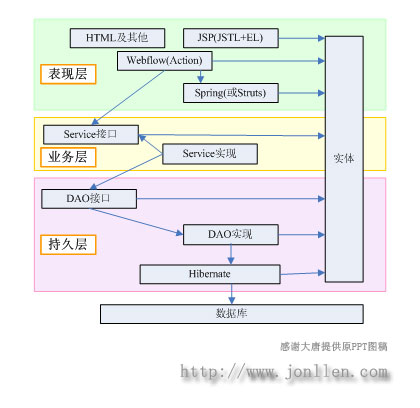 HTML及其他
JSP(JSTL+EL)
Webflow(Action)
表现层
Spring(或Struts)
Service接口
业务层
Service实现
实体
DAO接口
持久层
DAO实现
Hibernate
数据库
感谢大唐提供原PPT图稿
http://www.jonllen.com